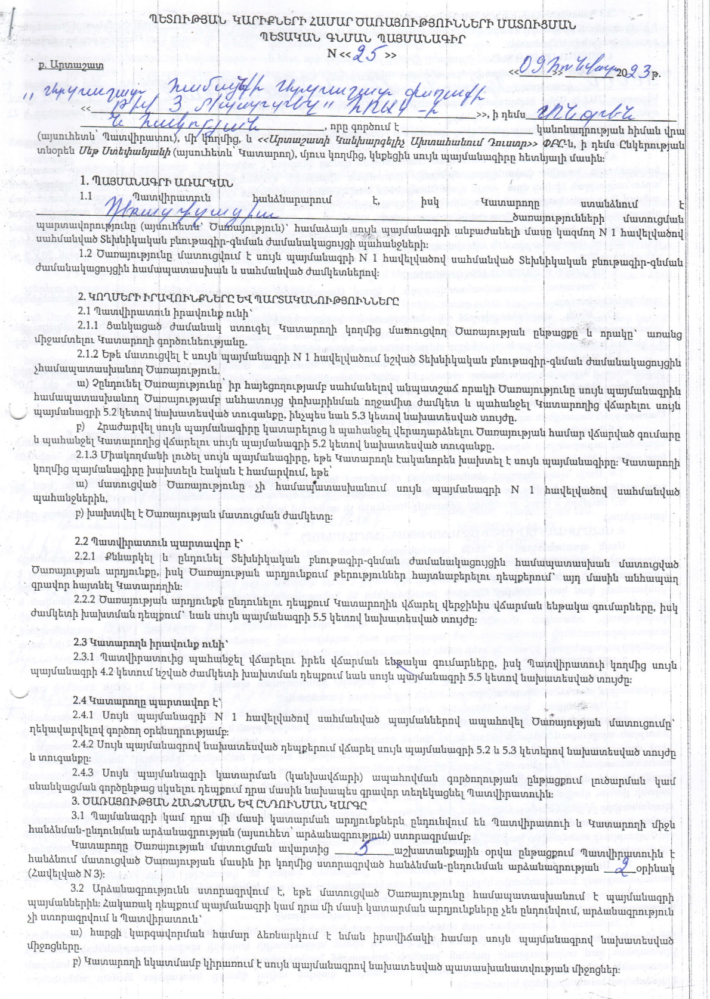 ՊԵՏՈՒԹՅԱՆ ԿԱՐԻՔՆԵՐԻ ՀԱՄԱՐ ԾԱՌԱՅՈՒԹՅՈՒՆՆԵՐԻ ՄԱՏՈՒՑՄԱՆ
ՊԵՏԱԿԱՆ ԳՆՄԱՆ ՊԱՅՄԱՆԱԳԻՐ
N << 25 >>
ք. Արտաշատ
<< 09 >> հունվար 2023թ.
,, Արտաշատ համայնքի Արտաշատ քաղաքի
<< թիվ 3 մսպարտեզ,, ՀՈԱԿ -ի >>, ի դեմս տնօրեն
Ն Հակոբյան , որը գործում է կանոնադրության հիման վրա
(այսուհետև՝ Պատվիրատու), մի կողմից, և <<Արտաշատի Կանխարգելիչ Ախտահանում Դուստր>> ՓԲԸ-ն, ի դեմս Ընկերության
տնօրեն Մեթ Ստեփանյանի (այսուհետև՝ Կատարող), մյուս կողմից, կնքեցին սույն պայմանագիրը հետևյալի մասին:
1. ՊԱՅՄԱՆԱԳՐԻ ԱՌԱՐԿԱՆ
1.1 Պատվիրատուն հանձնարարում է, իսկ Կատարողը ստանձնում է
Դեռատիզացիա ծառայությունների մատուցման
պարտավորությունը (այսուհետև՝ Ծառայություն)՝ համաձայն սույն պայմանագրի անբաժանելի մասը կազմող N 1 հավելվածով
սահմանված Տեխնիկական բնութագիր-գնման ժամանակացույցի պահանջների:
1.2 Ծառայությունը մատուցվում է սույն պայմանագրի N 1 հավելվածով սահմանված Տեխնիկական բնութագիր-գնման
ժամանակացույցին համապատասխան և սահմանված ժամկետներով:
2. ԿՈՂՄԵՐԻ ԻՐԱՎՈՒՆՔՆԵՐԸ ԵՎ ՊԱՐՏԱԿԱՆՈՒԹՅՈՒՆՆԵՐԸ
2.1 Պատվիրատուն իրավունք ունի՝
2.1.1 Ցանկացած ժամանակ ստուգել Կատարողի կողմից մատուցվող Ծառայության ընթացքը և որակը՝ առանց
միջամտելու Կատարողի գործունեությանը.
2.1.2 Եթե մատուցվել է սույն պայմանագրի N 1 հավելվածում նշված Տեխնիկական բնութագիր-գնման ժամանակացույցին
չհամապատասխանող Ծառայություն.
ա) Չընդունել Ծառայությունը՝ իր հայեցողությամբ սահմանելով անպատշաճ որակի Ծառայությունը սույն պայմանագրին
համապատասխանող Ծառայությամբ անհատույց փոխարինման ողջամիտ ժամկետ և պահանջել Կատարողից վճարելու սույն
պայմանագրի 5.2 կետով նախատեսված տուգանքը, ինչպես նաև 5.3 կետով նախատեսված տույժը.
բ) Հրաժարվել սույն պայմանագիրը կատարելուց և պահանջել վերադարձնելու Ծառայության համար վճարված գումարը
և պահանջել Կատարողից վճարելու սույն պայմանագրի 5.2 կետով նախատեսված տուգանքը.
2.1.3 Միակողմանի լուծել սույն պայմանագիրը, եթե Կատարողն էականորեն խախտել է սույն պայմանագիրը: Կատարողի
կողմից պայմանագիրը խախտելն էական է համարվում, եթե՝
ա) մատուցված Ծառայությունը չի համապատասխանում սույն պայմանագրի N 1 հավելվածով սահմանված
պահանջներին,
բ) խախտվել է Ծառայության մատուցման ժամկետը:
2.2 Պատվիրատուն պարտավոր է՝
2.2.1 Քննարկել և ընդունել Տեխնիկական բնութագիր-գնման ժամանակացույցին համապատասխան մատուցված
Ծառայության արդյունքը, իսկ Ծառայության արդյունքում թերություններ հայտնաբերելու դեպքերում՝ այդ մասին անհապաղ
գրավոր հայտնել Կատարողին:
2.2.2 Ծառայության արդյունքն ընդունելու դեպքում Կատարողին վճարել վերջինիս վճարման ենթակա գումարները, իսկ
ժամկետի խախտման դեպքում՝ նաև սույն պայմանագրի 5.5 կետով նախատեսված տույժը:
2.3 Կատարողն իրավունք ունի՝
2.3.1 Պատվիրատուից պահանջել վճարելու իրեն վճարման ենթակա գումարները, իսկ Պատվիրատուի կողմից սույն
պայմանագրի 4.2 կետում նշված ժամկետի խախտման դեպքում նաև սույն պայմանագրի 5.5 կետով նախատեսված տույժը:
2.4 Կատարողը պարտավոր է՝
2.4.1 Սույն պայմանագրի N 1 հավելվածով սահմանված պայմաններով ապահովել Ծառայության մատուցումը՝
ղեկավարվելով գործող օրենսդրությամբ:
2.4.2 Սույն պայմանագրով նախատեսված դեպքերում վճարել սույն պայմանագրի 5.2 և 5.3 կետերով նախատեսված տույժը
և տուգանքը:
2.4.3 Սույն պայմանագրի կատարման (կանխավճարի) ապահովման գործողության ընթացքում լուծարման կամ
սնանկացման գործընթաց սկսելու դեպքում դրա մասին նախապես գրավոր տեղեկացնել Պատվիրատուին:
3. ԾԱՌԱՅՈՒԹՅԱՆ ՀԱՆՁՆՄԱՆ ԵՎ ԸՆԴՈՒՆՄԱՆ ԿԱՐԳԸ
3.1 Պայմանագրի կամ դրա մի մասի կատարման արդյունքներն ընդունվում են Պատվիրատուի և Կատարողի միջև
հանձնման-ընդունման արձանագրության (այսուհետ՝ արձանագրություն) ստորագրմամբ:
Կատարողը Ծառայության մատուցման ավարտից 5 աշխատանքային օրվա ընթացքում Պատվիրատուին է
հանձնում մատուցված Ծառայության մասին իր կողմից ստորագրված հանձնման-ընդունման արձանագրության 2 օրինակ
(Հավելված N 3):
3.2 Արձանագրությունն ստորագրվում է, եթե մատուցված Ծառայությունը համապատասխանում է պայմանագրի
պայմաններին: Հակառակ դեպքում պայմանագրի կամ դրա մի մասի կատարման արդյունքները չեն ընդունվում, արձանագրություն
չի ստորագրվում և Պատվիրատուն՝
ա) հարցի կարգավորման համար ձեռնարկում է նման իրավիճակի համար սույն պայմանագրով նախատեսված
միջոցները.
բ) Կատարողի նկատմամբ կիրառում է սույն պայմանագրով նախատեսված պատասխանատվության միջոցներ: